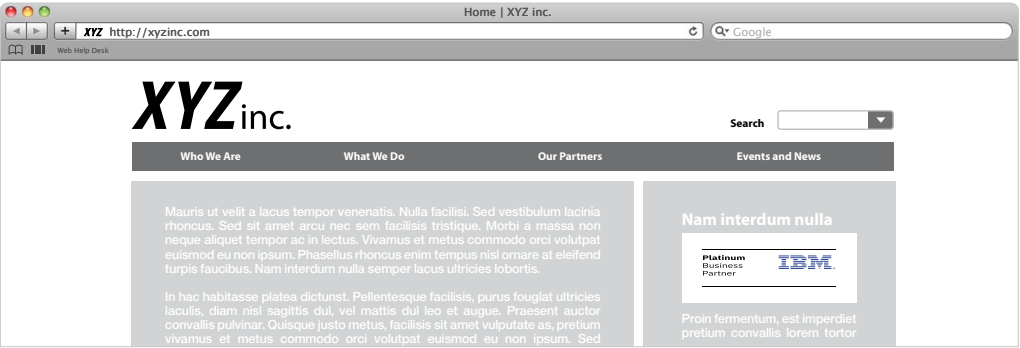 Home | XYZ inc.
XYZ http://xyzinc.com
Google
Web Help Desk
XYZ inc.
Search
Who We Are What We Do Our Partners Events and News
Mauris ut velit a lacus tempor venenatis. Nulla facilisi. Sed vestibulum lacinia
rhoncus. Sed sit amet arcu nec sem facilisis tristique. Morbi a massa non
neque aliquet tempor ac in lectus. Vivamus et metus commodo orci volutpat
euismod eu non ipsum. Phasellus rhoncus enim tempus nisl ornare at eleifend
turpis faucibus. Nam interdum nulla semper lacus ultricies lobortis.
In hac habitasse platea dictunst. Pellentesque facilisis, purus fouglat ultricies
laculis, diam nisl sagittis dul, vel mattis dul leo et augue. Praesent auctor
convallis pulvinar. Quisque justo metus, facilisis sit amet vulputate as, pretium
vivamus et metus commodo orci volutpat euismod eu non ipsum. Sed
Nam interdum nulla
Platinum
Business
Partner
IBM.
Proin fermentum, est imperdiet
pretium convallis lorem tortor